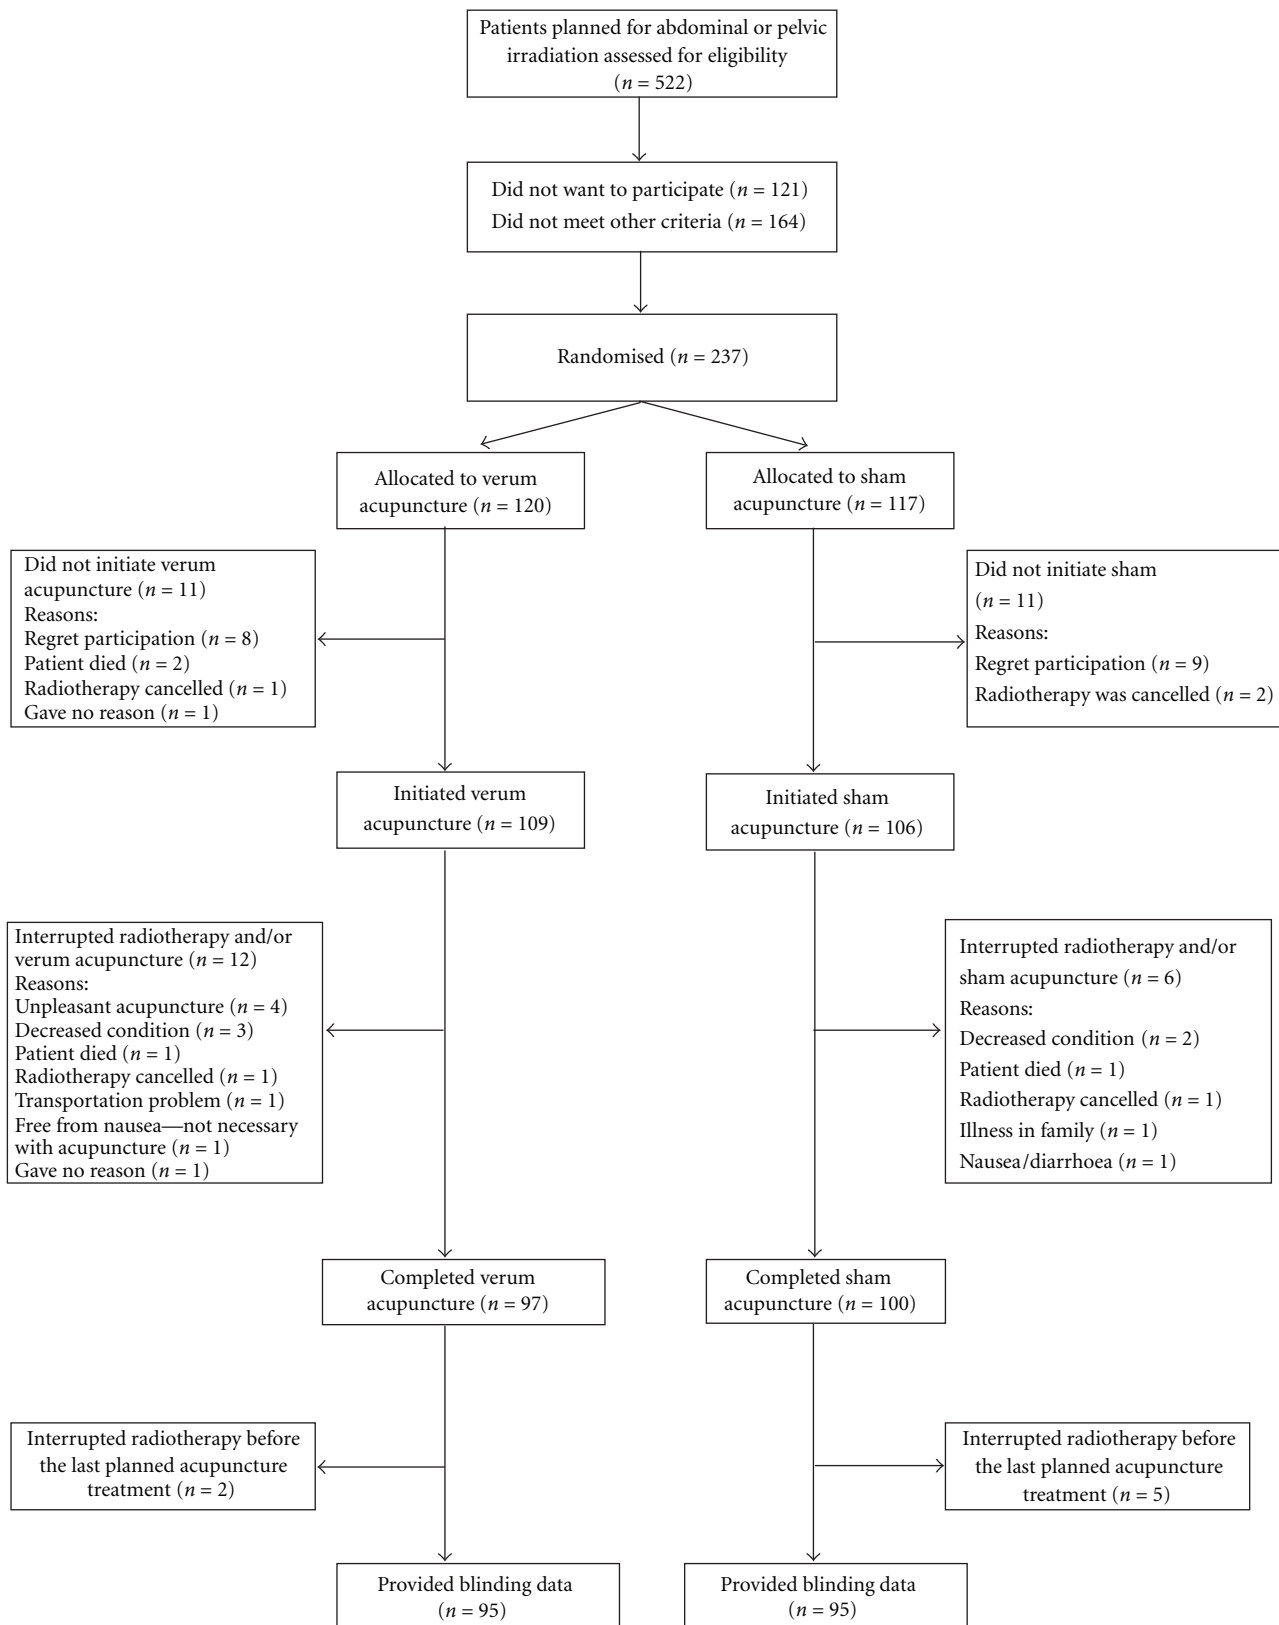 Patients planned for abdominal or pelvic
irradiation assessed for eligibility
(n = 522)
Did not want to participate (n = 121)
Did not meet other criteria (n = 164)
Randomised (n = 237)
Allocated to verum
acupuncture (n = 120)
Allocated to sham
acupuncture (n = 117)
Did not initiate verum
acupuncture (n = 11)
Reasons:
Regret participation (n = 8)
Patient died (n = 2)
Radiotherapy cancelled (n = 1)
Gave no reason (n = 1)
Did not initiate sham
(n = 11)
Reasons:
Regret participation (n = 9)
Radiotherapy was cancelled (n = 2)
Initiated verum
acupuncture (n = 109)
Initiated sham
acupuncture (n = 106)
Interrupted radiotherapy and/or
verum acupuncture (n = 12)
Reasons:
Unpleasant acupuncture (n = 4)
Decreased condition (n = 3)
Patient died (n = 1)
Radiotherapy cancelled (n = 1)
Transportation problem (n = 1)
Free from nausea—not necessary
with acupuncture (n = 1)
Gave no reason (n = 1)
Interrupted radiotherapy and/or
sham acupuncture (n = 6)
Reasons:
Decreased condition (n = 2)
Patient died (n = 1)
Radiotherapy cancelled (n = 1)
Illness in family (n = 1)
Nausea/diarrhoea (n = 1)
Completed verum
acupuncture (n = 97)
Completed sham
acupuncture (n = 100)
Interrupted radiotherapy before
the last planned acupuncture
treatment (n = 2)
Interrupted radiotherapy before
the last planned acupuncture
treatment (n = 5)
Provided blinding data
(n = 95)
Provided blinding data
(n = 95)